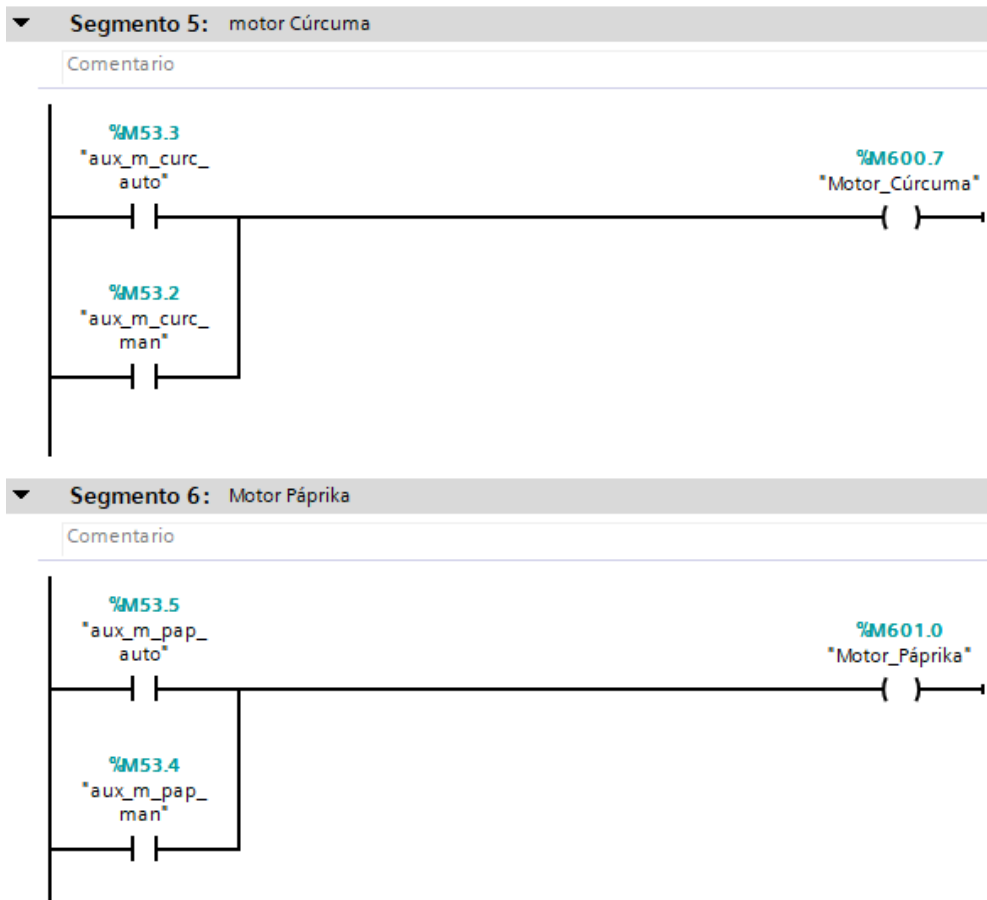 Segmento 5: motor Cúrcuma
Comentario
%M53.3
"aux_m_curc_
auto"
%M600.7
"Motor_Cúrcuma"
%M53.2
"aux_m_curc_
man"
Segmento 6: Motor Páprika
Comentario
%M53.5
"aux_m_pap_
auto"
%M601.0
"Motor_Páprika"
%M53.4
"aux_m_pap_
man"